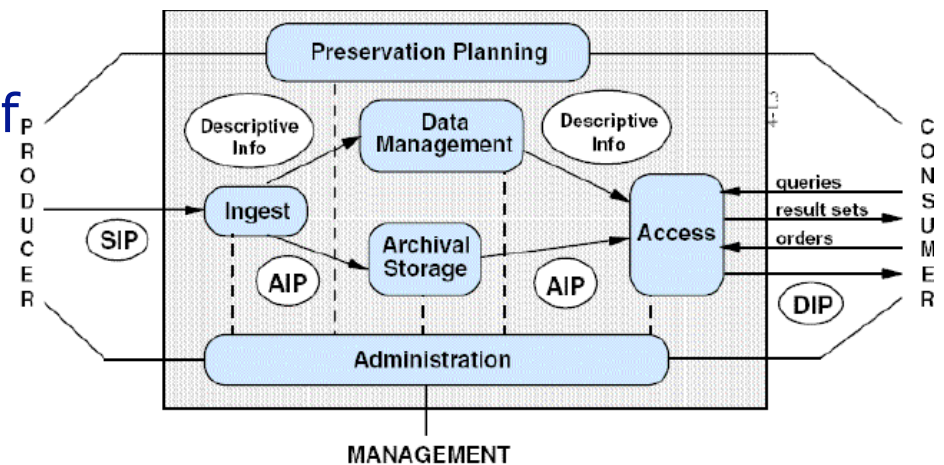 Preservation Planning
f
PRODUCER
Descriptive
Info
Data
Management
Descriptive
Info
CONSUMER
Ingest
SIP
Archival
Storage
Access
queries
result sets
orders
AIP
AIP
DIP
Administration
MANAGEMENT